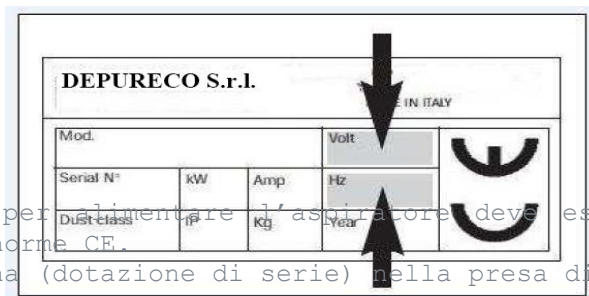 DEPURECO S.r.l.
IN ITALY
Mod. Volt
Serial N° kW Amp Hz
per alimentare l'aspiratore deve es
Dust class IP Kg Year
norme CE.
(dotazione di serie) nella presa di